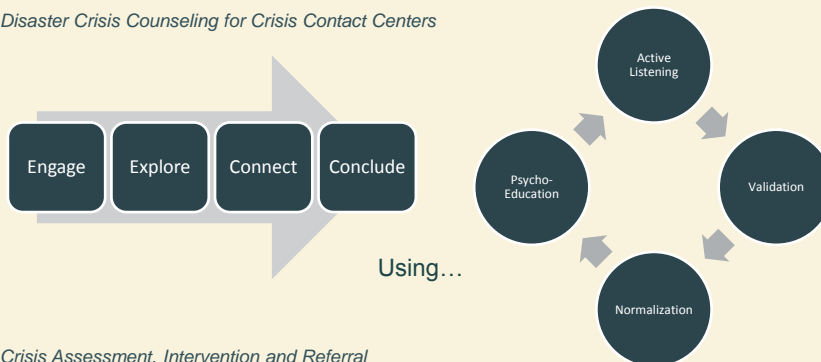 Disaster Crisis Counseling for Crisis Contact Centers
Engage
Explore
Connect
Conclude
Using…
Active
Listening
Validation
Normalization
Psycho-
Education
Crisis Assessment, Intervention and Referral